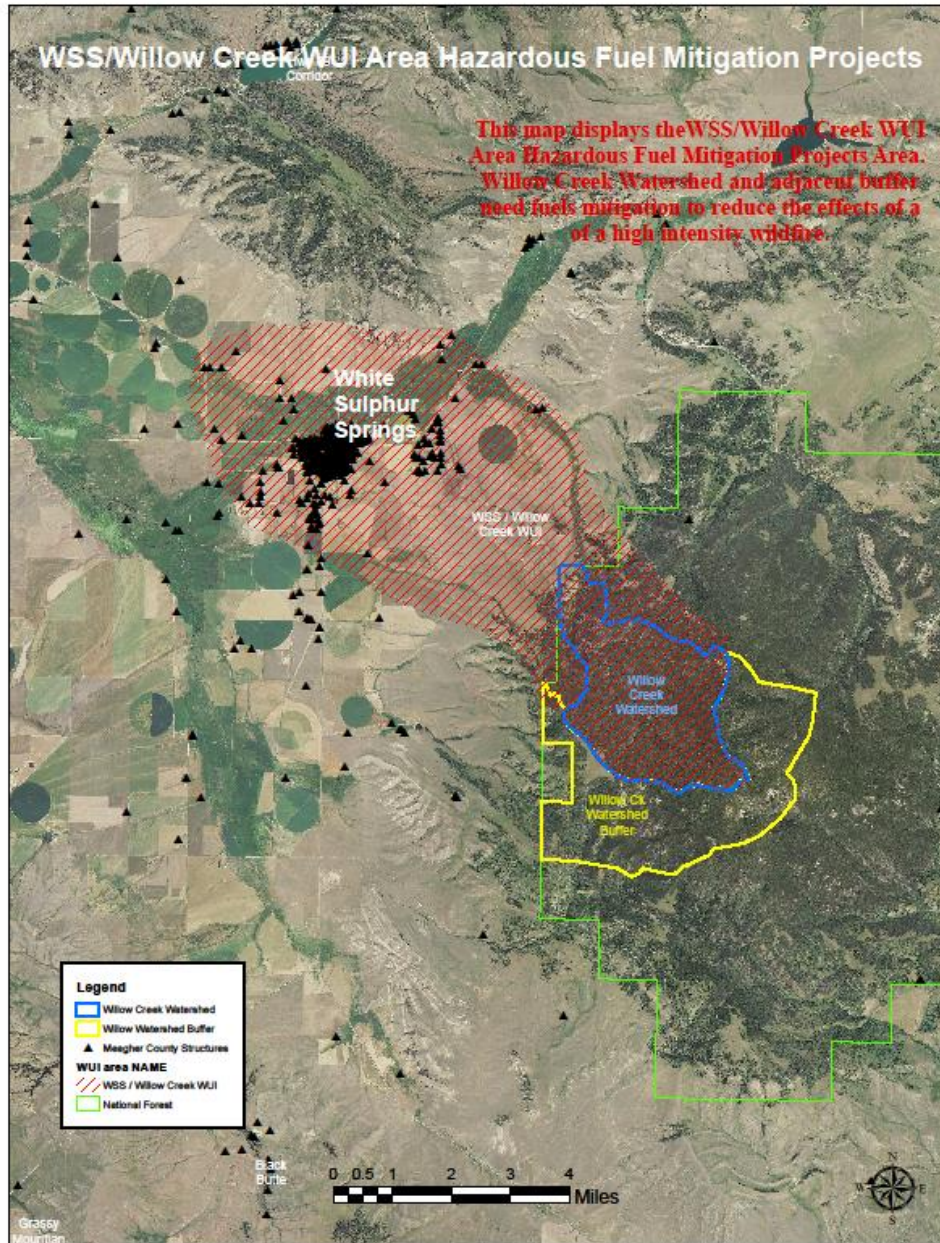 WSS/Willow Creek WUI Area Hazardous Fuel Mitigation Projects
Corridor
This map displays theWSS/Willow Creek WUI
Area Hazardous Fuel Mitigation Projects Area.
Willow Creek Watershed and adjacent buffer
need fuels mitigation to reduce the effects of a
of a high intensity wildfire.
White
Sulphur
Springs
WSS / Willow
Creek WUI
Willow
Creek
Watershed
Willow Ck
Watershed
Buffer
Legend
Willow Creek Watershed
Willow Watershed Buffer
Meagher County Structures
WUI area NAME
WSS / Willow Creek WUI
National Forest
Black
Butte
0 0.5 1 2 3 4
Miles
N
W E
S
Grassy
Mountian